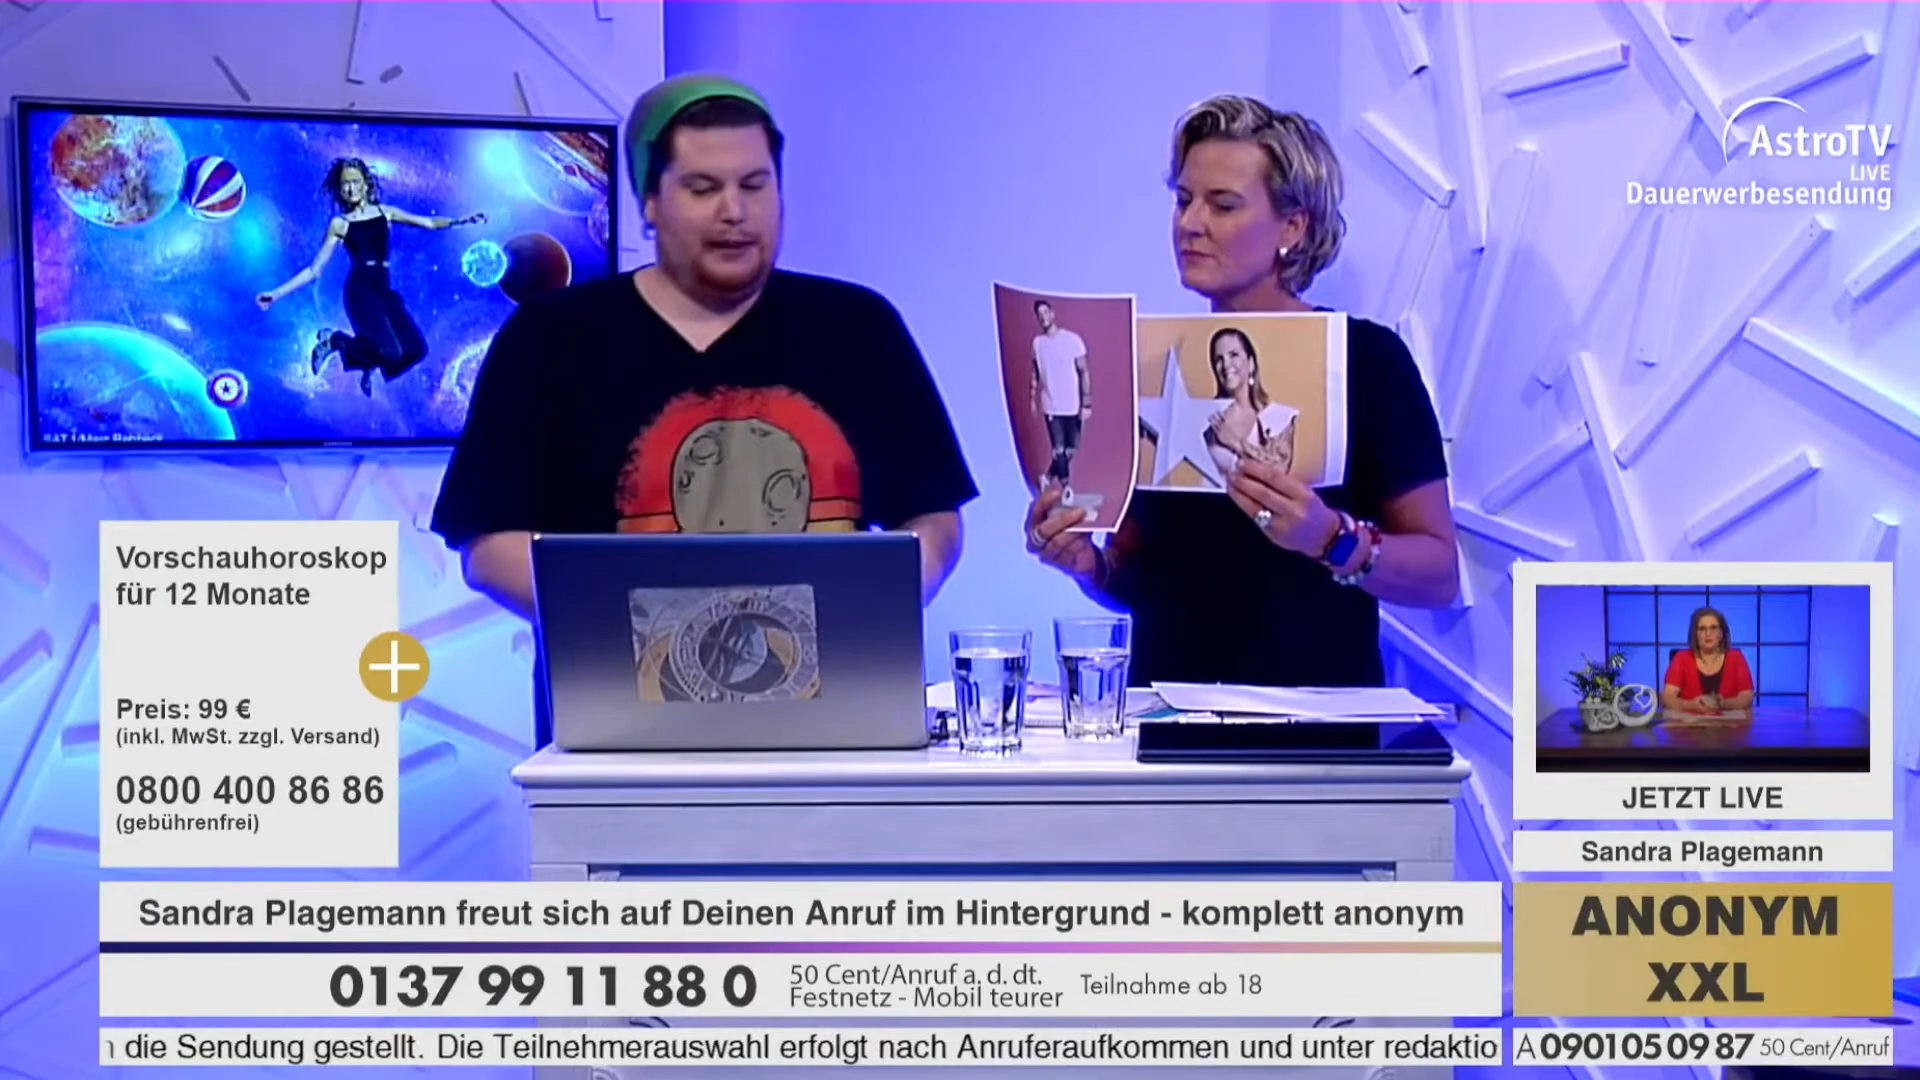 AstroTV
LIVE
Dauerwerbesendung
Vorschauhoroskop
für 12 Monate
Preis: 99 €
(inkl. MwSt. zzgl. Versand)
0800 400 86 86
(gebührenfrei)
JETZT LIVE
Sandra Plagemann
Sandra Plagemann freut sich auf Deinen Anruf im Hintergrund - komplett anonym
ANONYM
XXL
0137 99 11 88 0
50 Cent/Anruf a. d. dt.
Festnetz - Mobil teurer
Teilnahme ab 18
die Sendung gestellt. Die Teilnehmerauswahl erfolgt nach Anruferaufkommen und unter redaktio
A 0901 05 09 87 50 Cent/Anruf